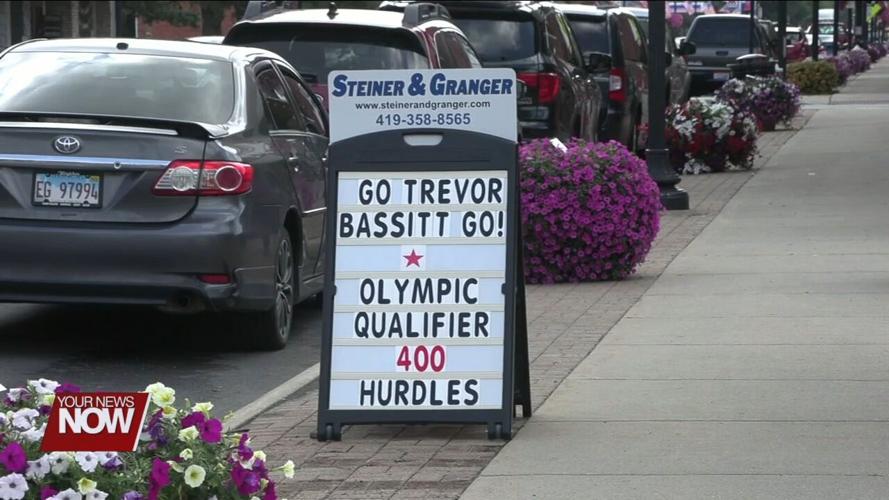 STEINER & GRANGER
www.steinerandgranger.com
419-358-8565
GO TREVOR
BASSITT GO!
OLYMPIC
QUALIFIER
400
HURDLES
EG 97994
YOUR NEWS
NOW